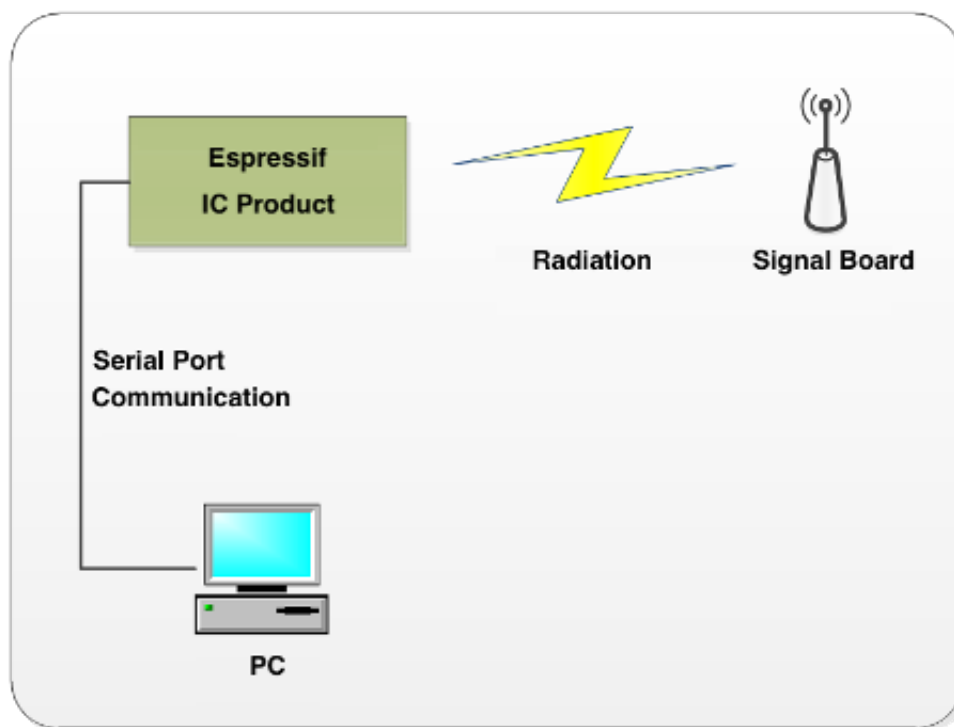 Espressif
IC Product
Radiation
Signal Board
Serial Port
Communication
PC